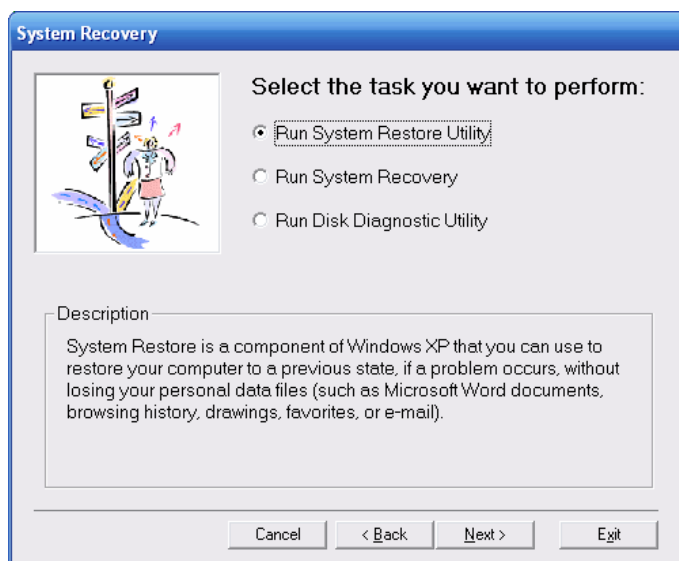 System Recovery
Select the task you want to perform:
Run System Restore Utility
Run System Recovery
Run Disk Diagnostic Utility
Description
System Restore is a component of Windows XP that you can use to
restore your computer to a previous state, if a problem occurs, without
losing your personal data files (such as Microsoft Word documents,
browsing history, drawings, favorites, or e-mail).
Cancel < Back Next > Exit